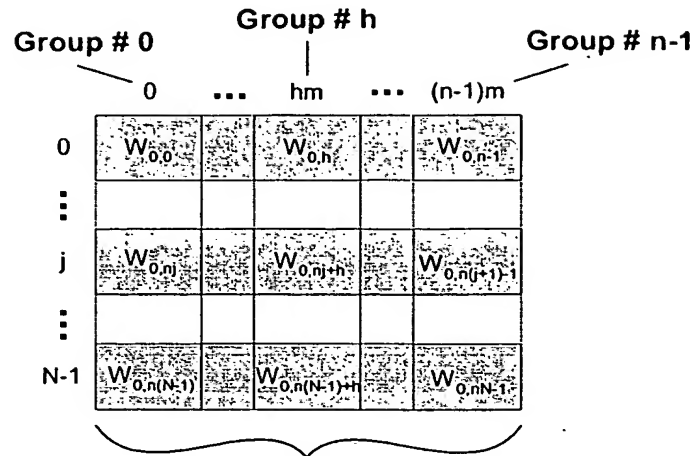 Group # 0
Group # h
Group # n-1
0 ... hm ... (n-1)m
0 W0,0 W0,h W0,n-1
⋮
j W0,nj W0,nj+h W0,n(j+1)-1
⋮
N-1 W0,n(N-1) W0,n(N-1)+h W0,nN-1